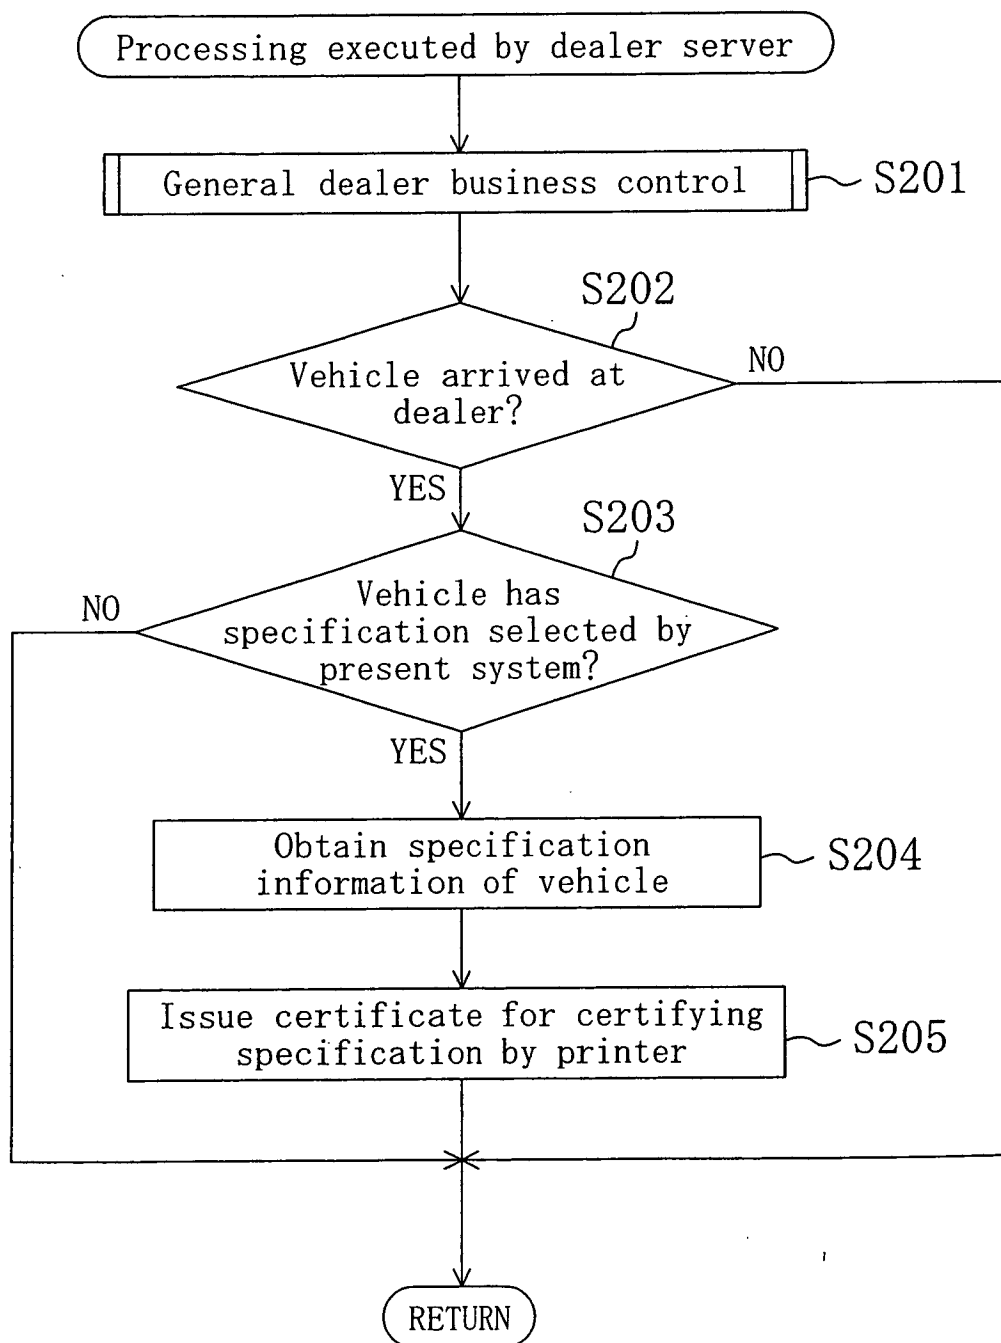 Processing executed by dealer server
General dealer business control
S201
S202
Vehicle arrived at
dealer?
NO
YES
S203
Vehicle has
specification selected by
present system?
NO
YES
Obtain specification
information of vehicle
S204
Issue certificate for certifying
specification by printer
S205
RETURN